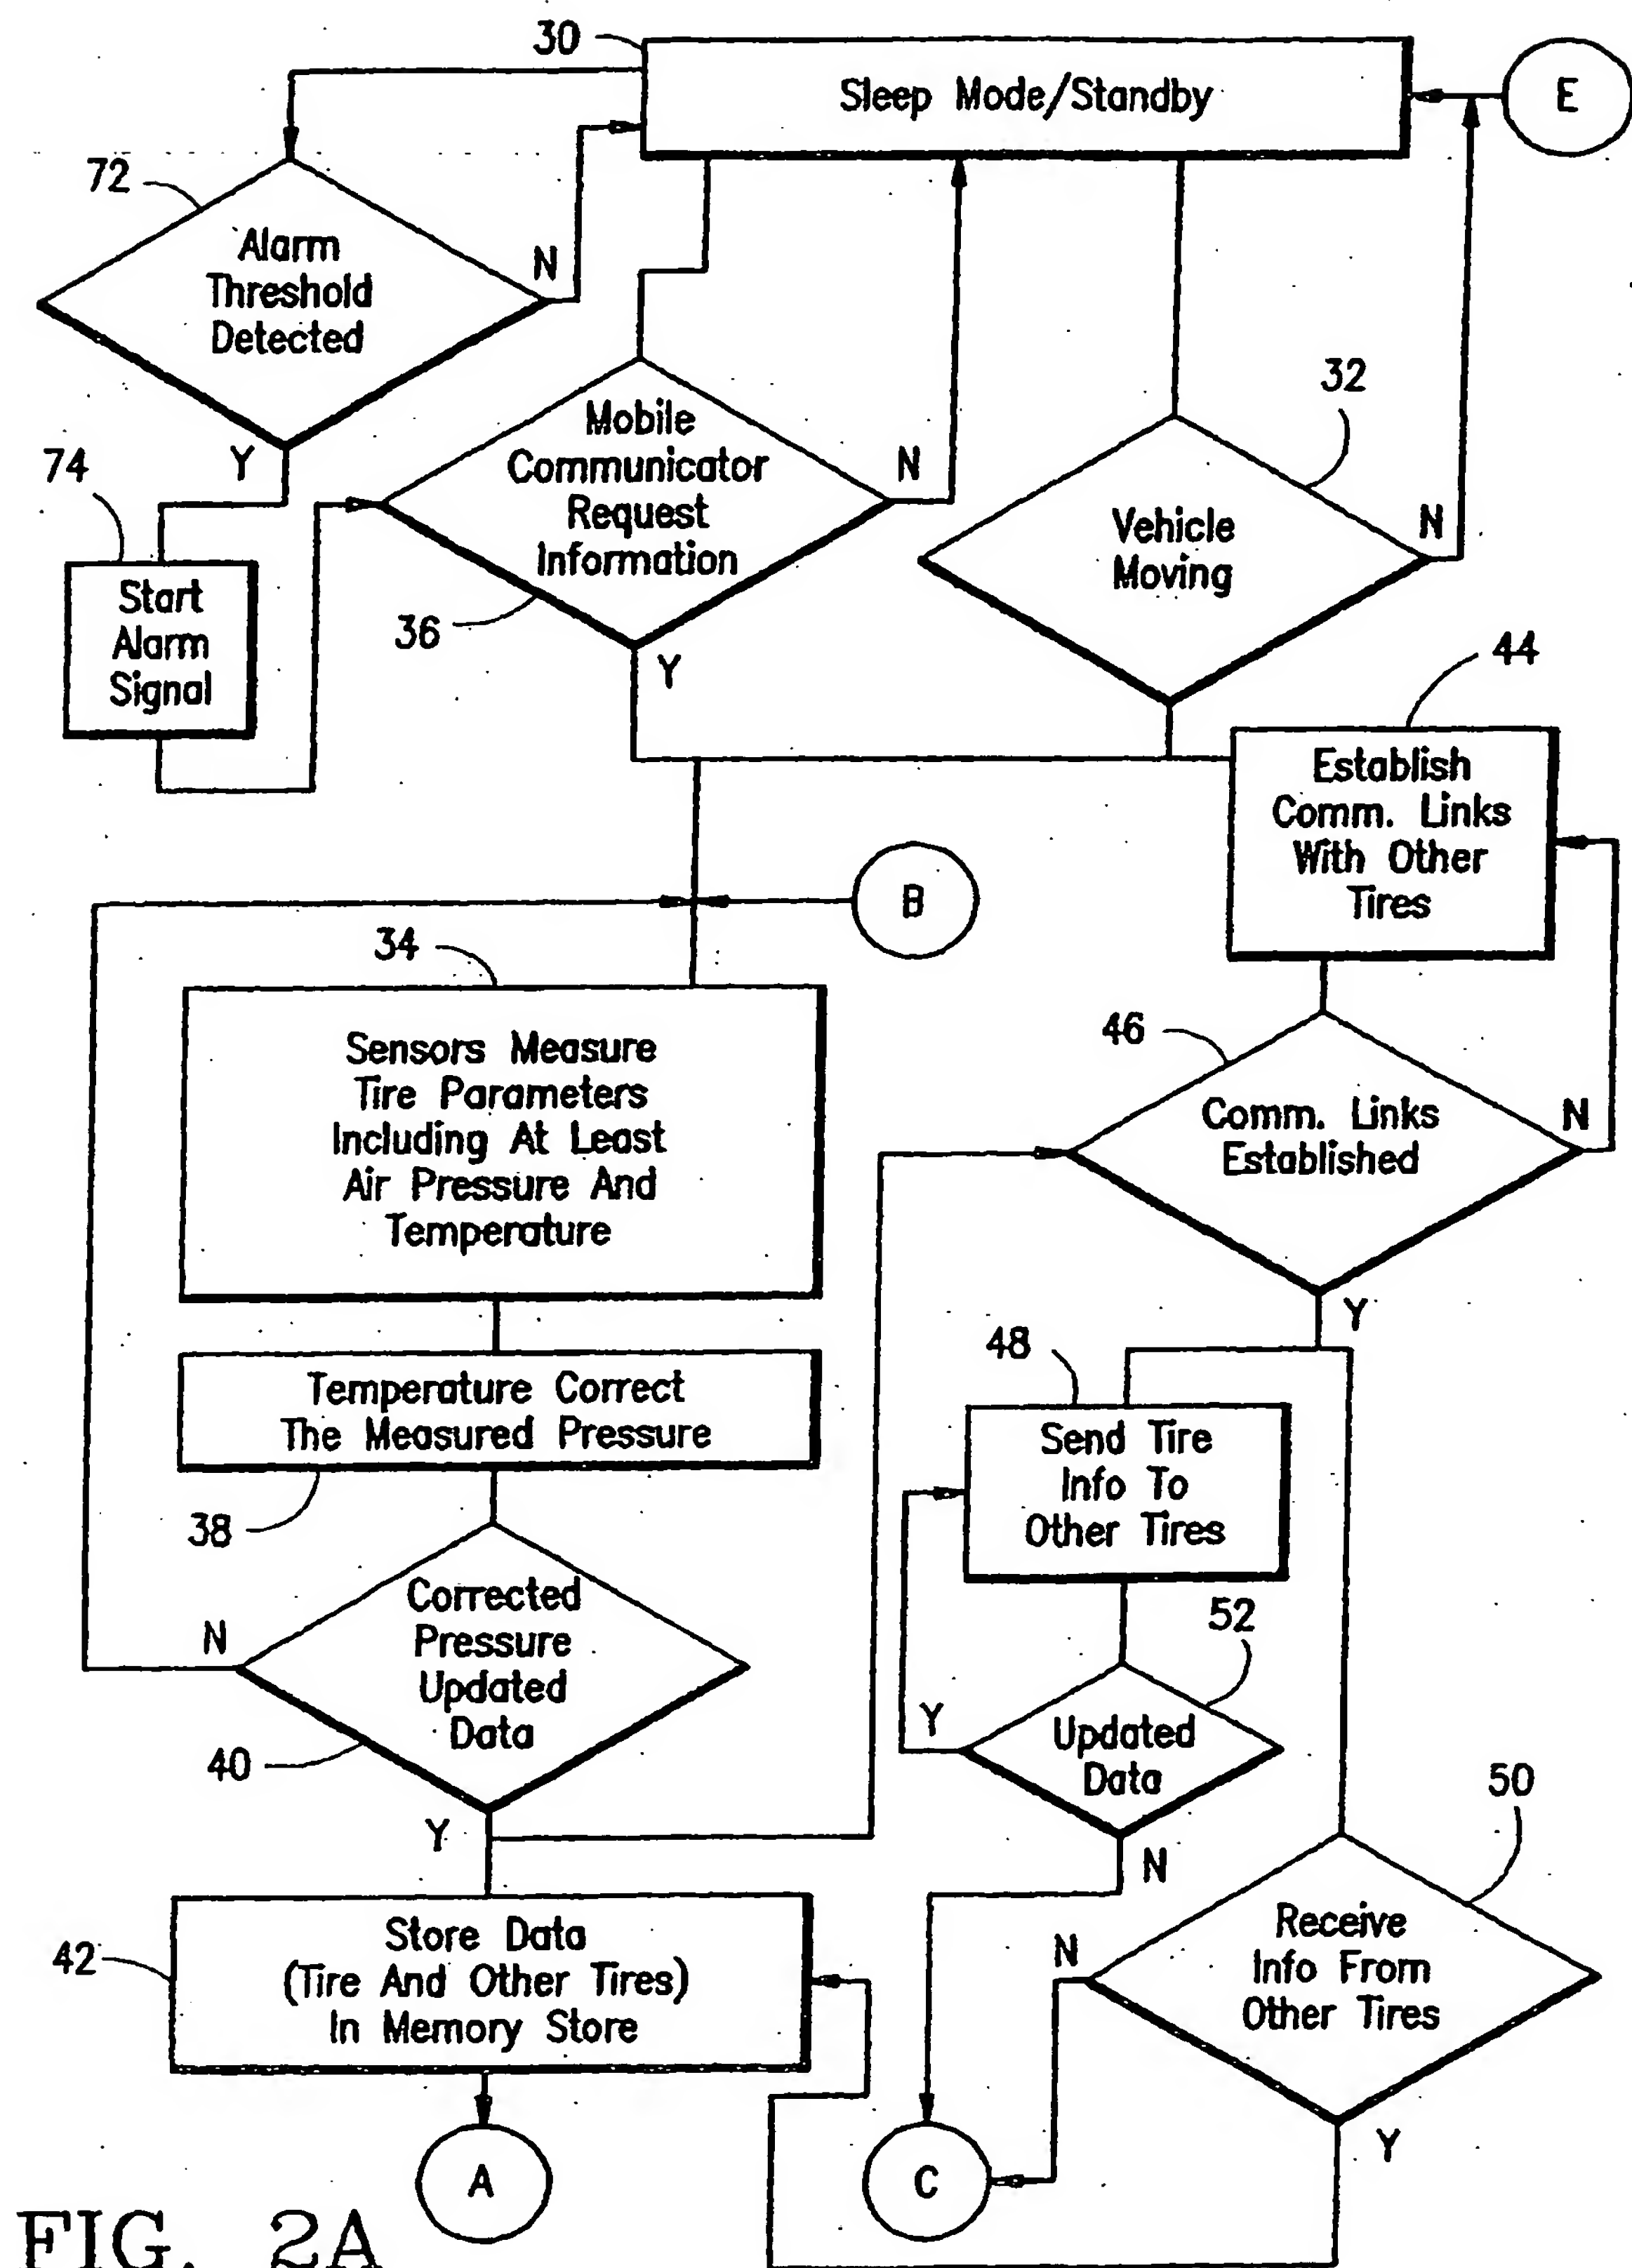 30
Sleep Mode/Standby
E
72
Alarm
Threshold
Detected
N
Y
74
Start
Alarm
Signal
Mobile
Communicator
Request
Information
N
36
Y
32
Vehicle
Moving
N
44
Establish
Comm. Links
With Other
Tires
B
34
Sensors Measure
Tire Parameters
Including At Least
Air Pressure And
Temperature
46
Comm. Links
Established
N
Y
Temperature Correct
The Measured Pressure
38
48
Send Tire
Info To
Other Tires
Corrected
Pressure
Updated
Data
N
40
Y
52
Updated
Data
Y
N
50
Receive
Info From
Other Tires
N
Y
42
Store Data
(Tire And Other Tires)
In Memory Store
A
C
FIG. 2A